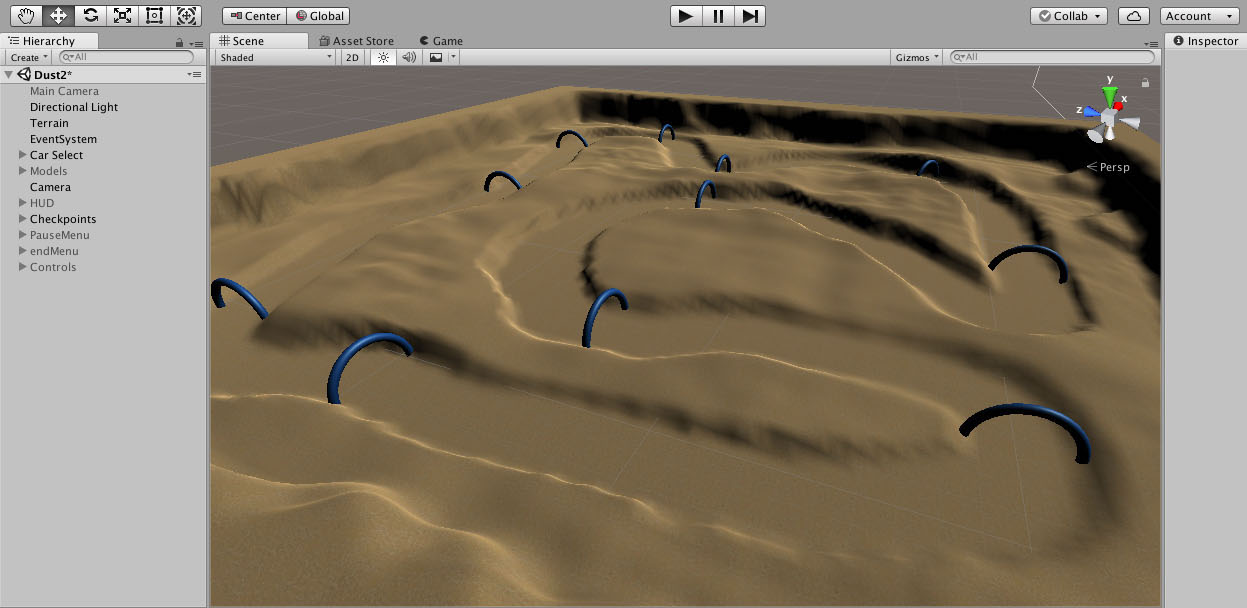 Center Global Collab Account
Hierarchy Scene Asset Store Game Inspector
Create All Shaded 2D Gizmos All
Dust2*
Main Camera
Directional Light
Terrain
EventSystem
Car Select
Models
Camera
HUD
Checkpoints
PauseMenu
endMenu
Controls
y
x
z
Persp